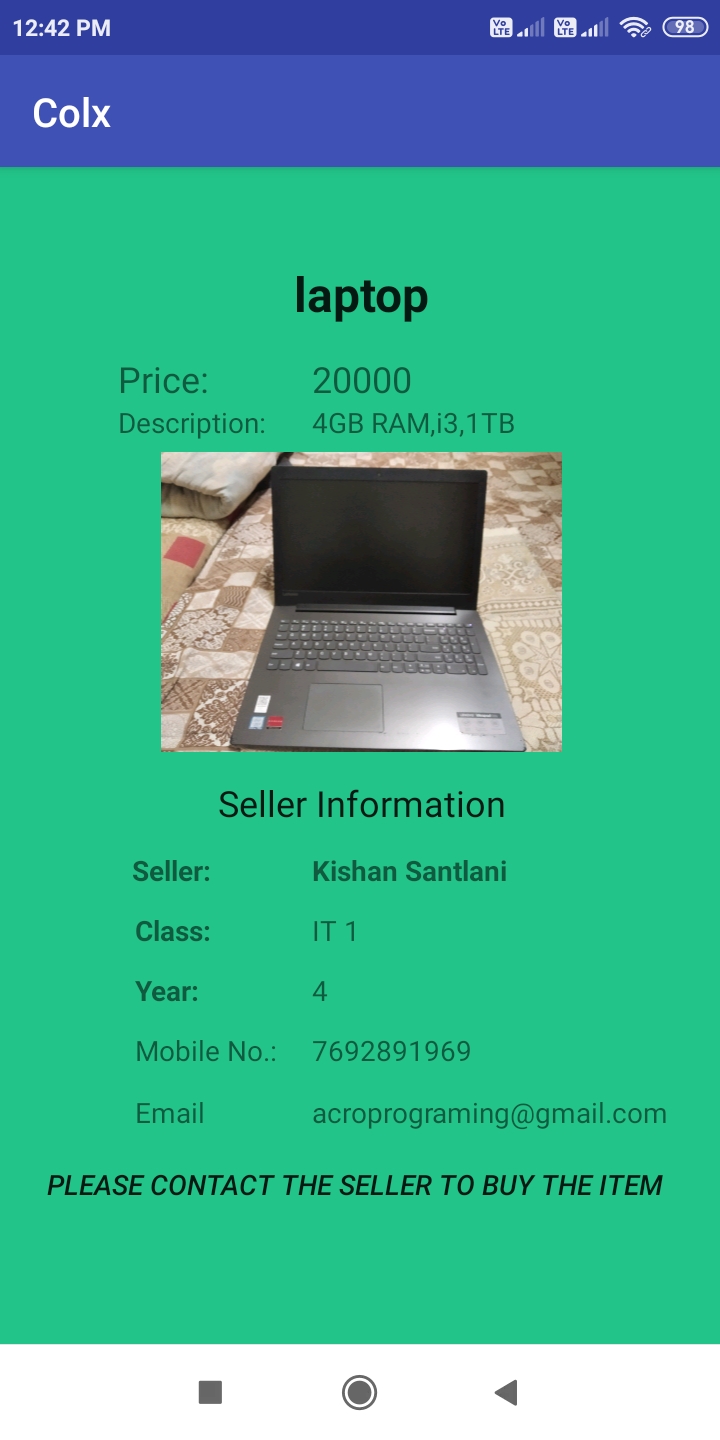 12:42 PM
Vo LTE Vo LTE 98
Colx
laptop
Price: 20000
Description: 4GB RAM,i3,1TB
Seller Information
Seller: Kishan Santlani
Class: IT 1
Year: 4
Mobile No.: 7692891969
Email acroprograming@gmail.com
PLEASE CONTACT THE SELLER TO BUY THE ITEM